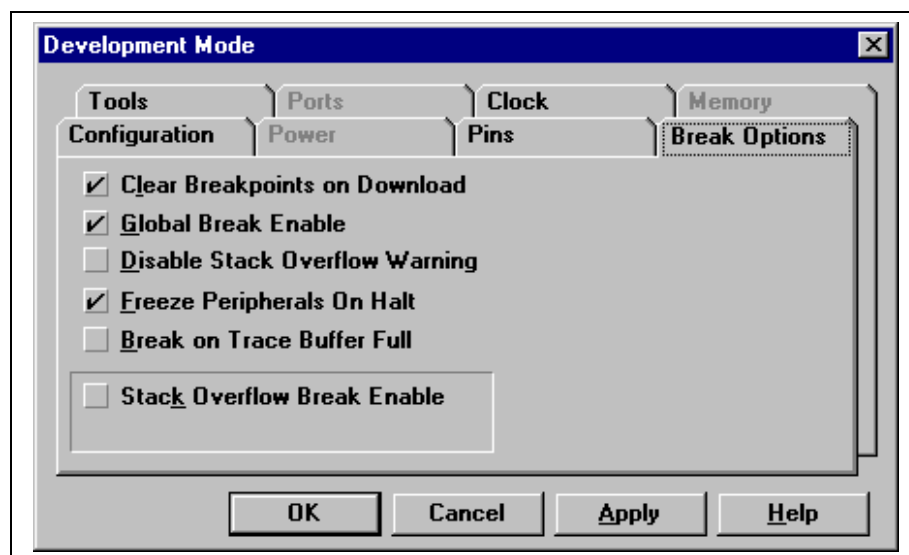 Development Mode
Tools Ports Clock Memory
Configuration Power Pins Break Options
Clear Breakpoints on Download
Global Break Enable
Disable Stack Overflow Warning
Freeze Peripherals On Halt
Break on Trace Buffer Full
Stack Overflow Break Enable
OK Cancel Apply Help